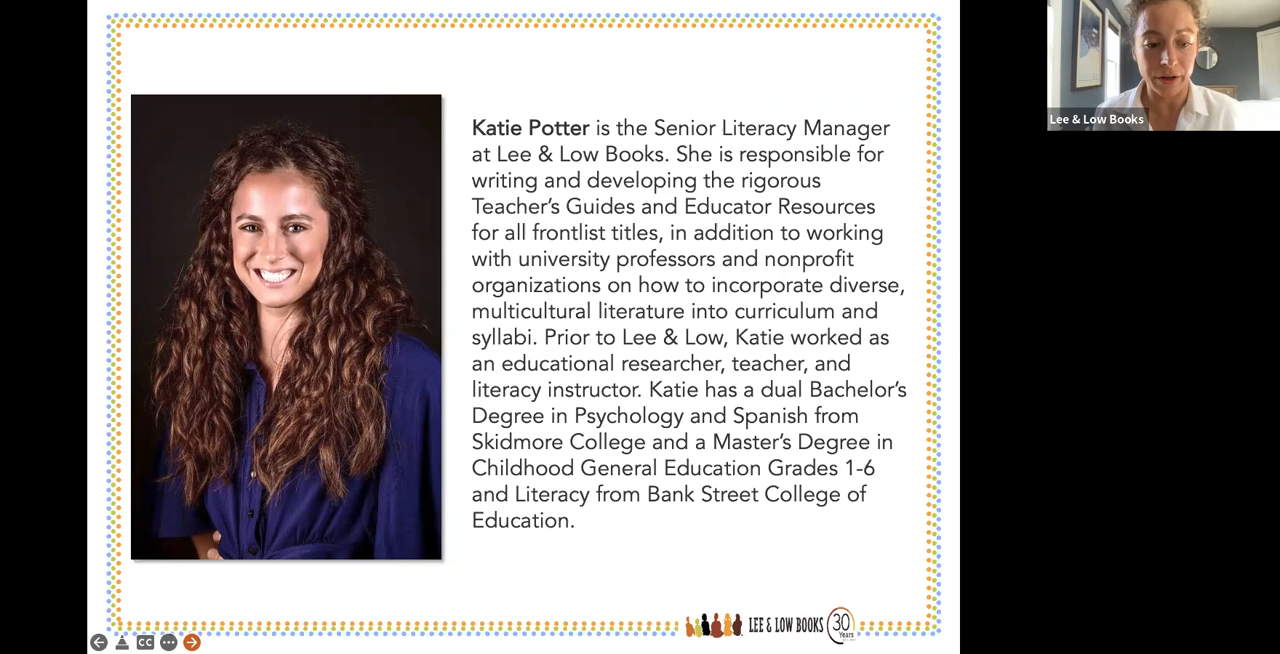 Katie Potter is the Senior Literacy Manager
at Lee & Low Books. She is responsible for
writing and developing the rigorous
Teacher's Guides and Educator Resources
for all frontlist titles, in addition to working
with university professors and nonprofit
organizations on how to incorporate diverse,
multicultural literature into curriculum and
syllabi. Prior to Lee & Low, Katie worked as
an educational researcher, teacher, and
literacy instructor. Katie has a dual Bachelor's
Degree in Psychology and Spanish from
Skidmore College and a Master's Degree in
Childhood General Education Grades 1-6
and Literacy from Bank Street College of
Education.
Lee & Low Books
LEE & LOW BOOKS
30
Years
CC